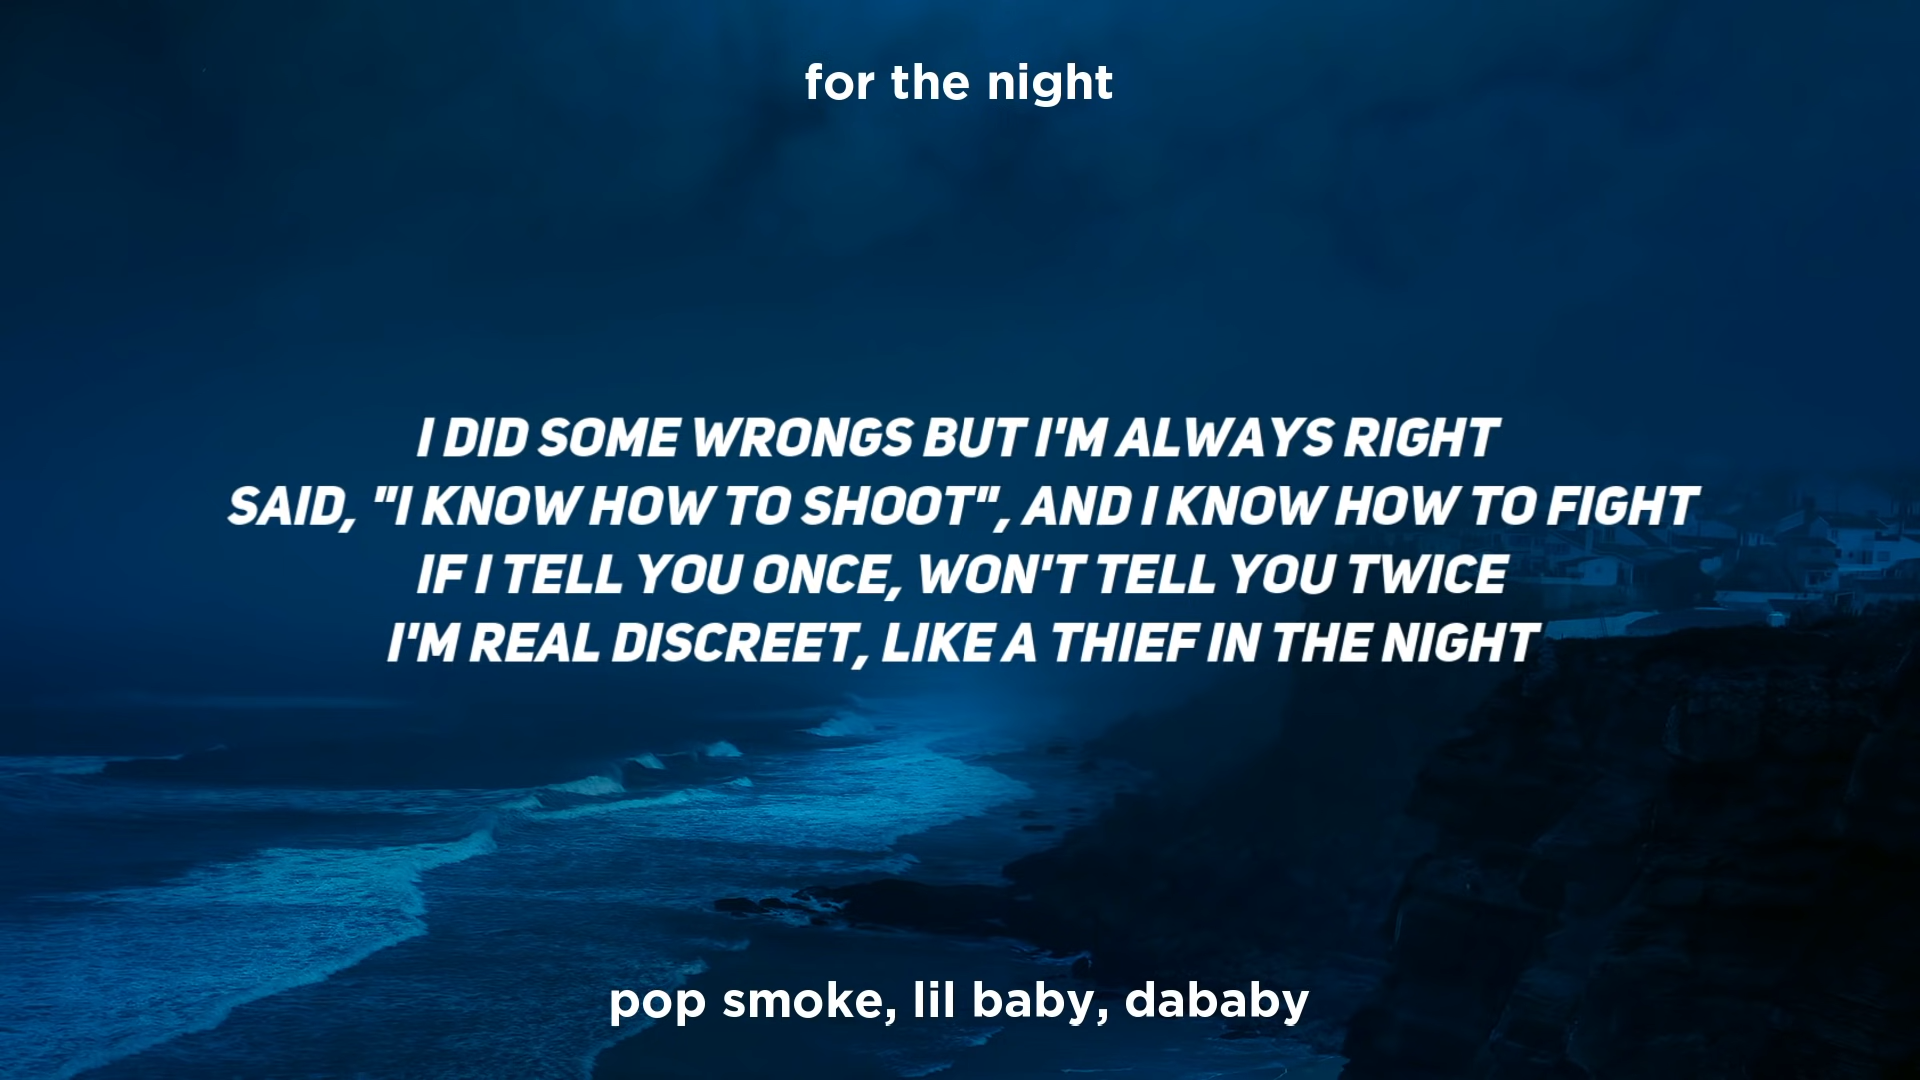 for the night
I DID SOME WRONGS BUT I'M ALWAYS RIGHT
SAID, "I KNOW HOW TO SHOOT", AND I KNOW HOW TO FIGHT
IF I TELL YOU ONCE, WON'T TELL YOU TWICE
I'M REAL DISCREET, LIKE A THIEF IN THE NIGHT
pop smoke, lil baby, dababy